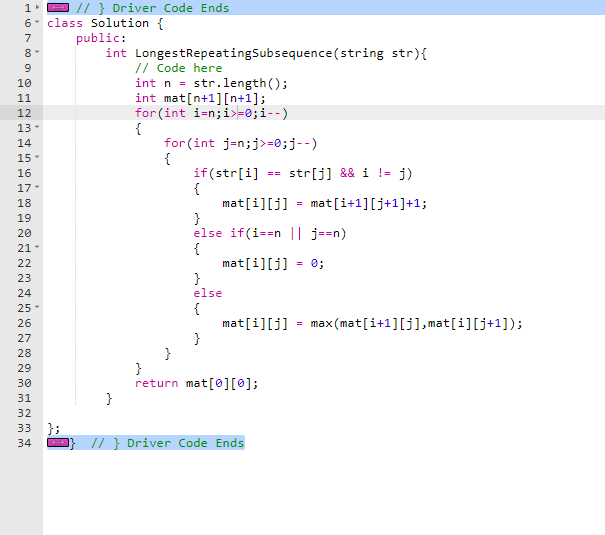 1 // } Driver Code Ends
6 class Solution {
7 public:
8 int LongestRepeatingSubsequence(string str){
9 // Code here
10 int n = str.length();
11 int mat[n+1][n+1];
12 for(int i=n;i>=0;i--)
13 {
14 for(int j=n;j>=0;j--)
15 {
16 if(str[i] == str[j] && i != j)
17 {
18 mat[i][j] = mat[i+1][j+1]+1;
19 }
20 else if(i==n || j==n)
21 {
22 mat[i][j] = 0;
23 }
24 else
25 {
26 mat[i][j] = max(mat[i+1][j],mat[i][j+1]);
27 }
28 }
29 }
30 return mat[0][0];
31 }
32
33 };
34 } // } Driver Code Ends